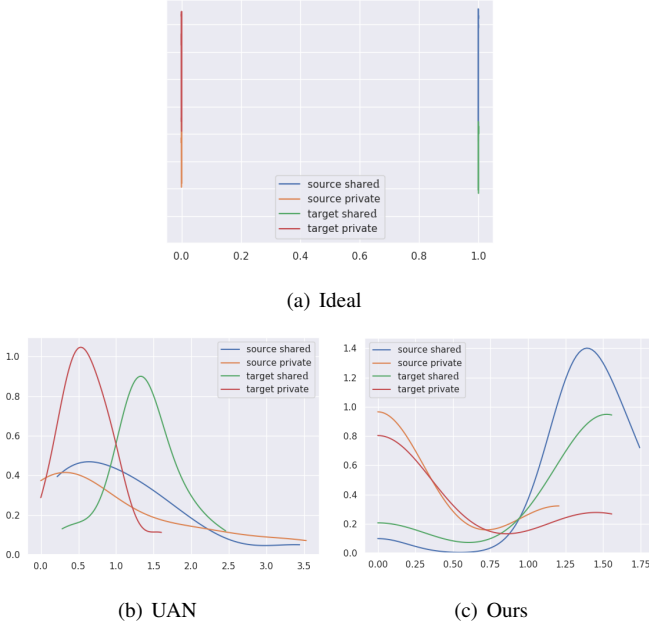 source shared
source private
target shared
target private
0.0 0.2 0.4 0.6 0.8 1.0
(a) Ideal
1.0
0.8
0.6
0.4
0.2
0.0
source shared
source private
target shared
target private
0.0 0.5 1.0 1.5 2.0 2.5 3.0 3.5
(b) UAN
1.4
1.2
1.0
0.8
0.6
0.4
0.2
0.0
source shared
source private
target shared
target private
0.00 0.25 0.50 0.75 1.00 1.25 1.50 1.75
(c) Ours